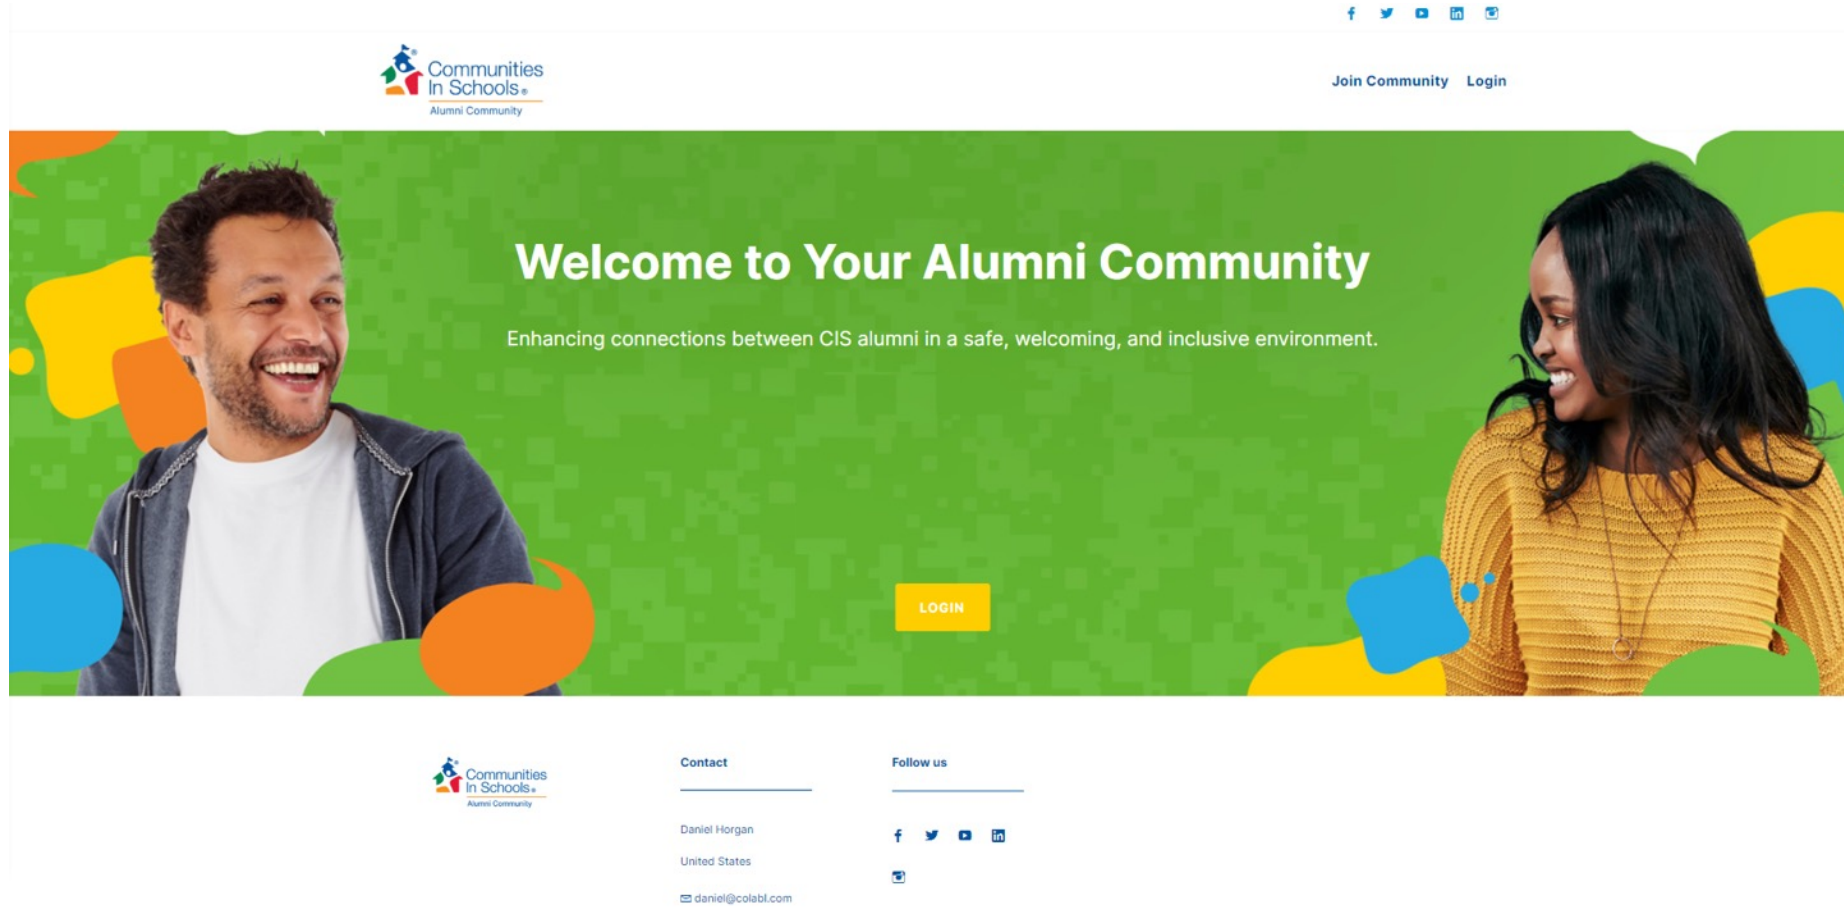 Communities
In Schools®
Alumni Community
Join Community Login
Welcome to Your Alumni Community
Enhancing connections between CIS alumni in a safe, welcoming, and inclusive environment.
LOGIN
Communities
In Schools®
Alumni Community
Contact
Daniel Horgan
United States
daniel@colabl.com
Follow us